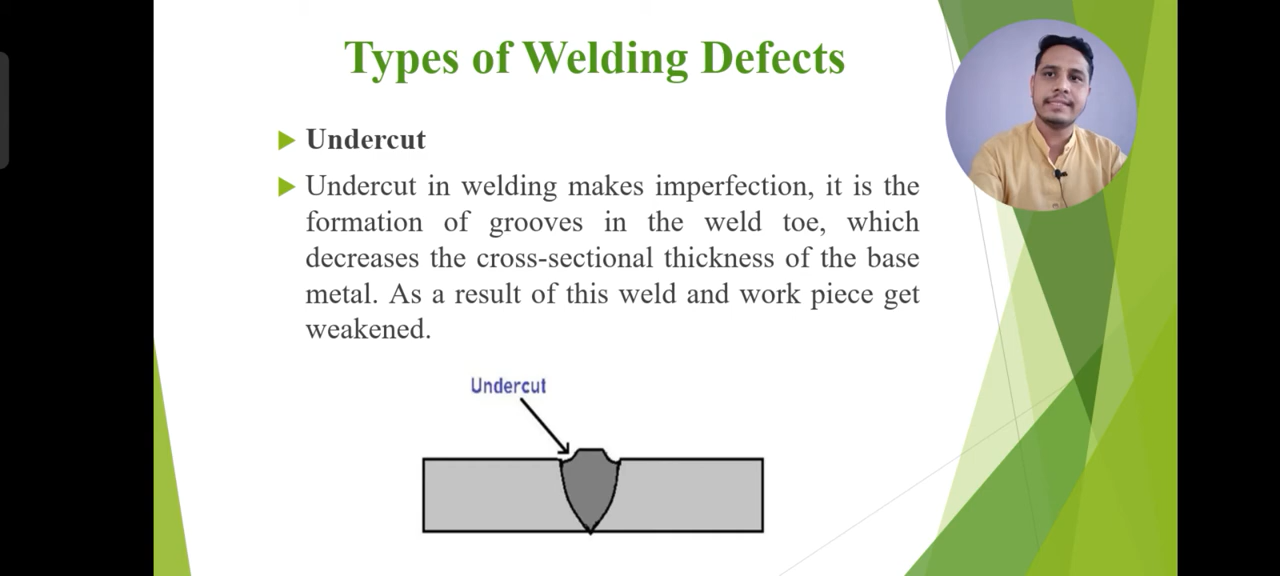 Types of Welding Defects
Undercut
Undercut in welding makes imperfection, it is the
formation of grooves in the weld toe, which
decreases the cross-sectional thickness of the base
metal. As a result of this weld and work piece get
weakened.
Undercut